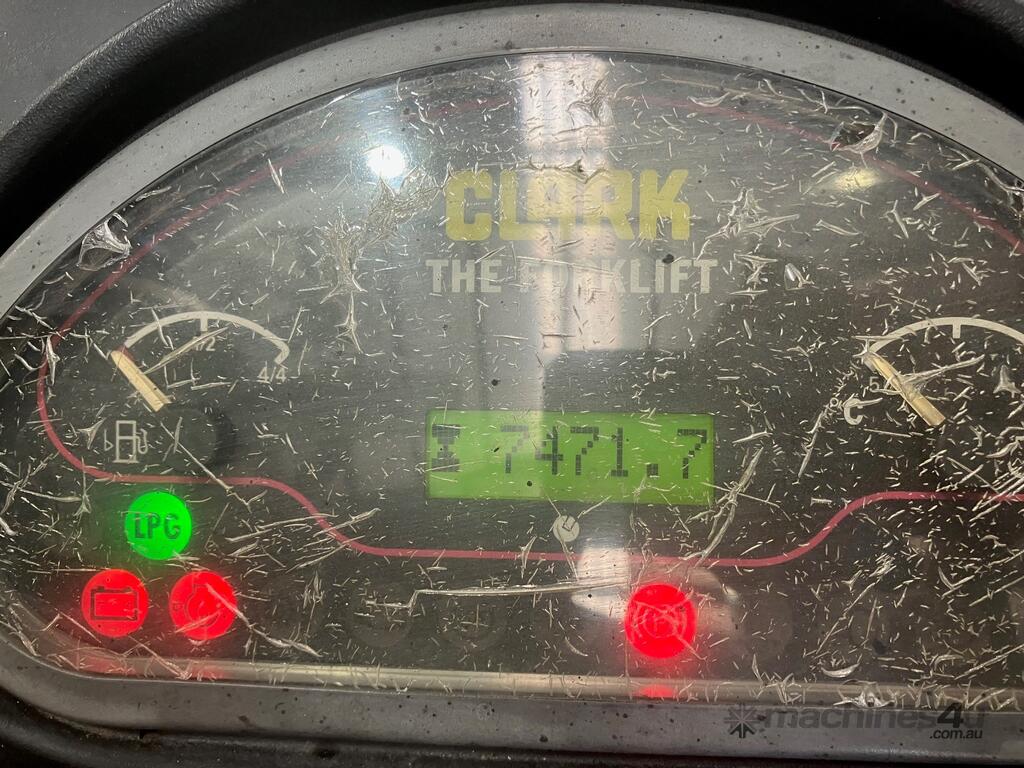 CLARK
THE FORKLIFT
1/2
4/4
7471.7
LPG
machines4u
.com.au